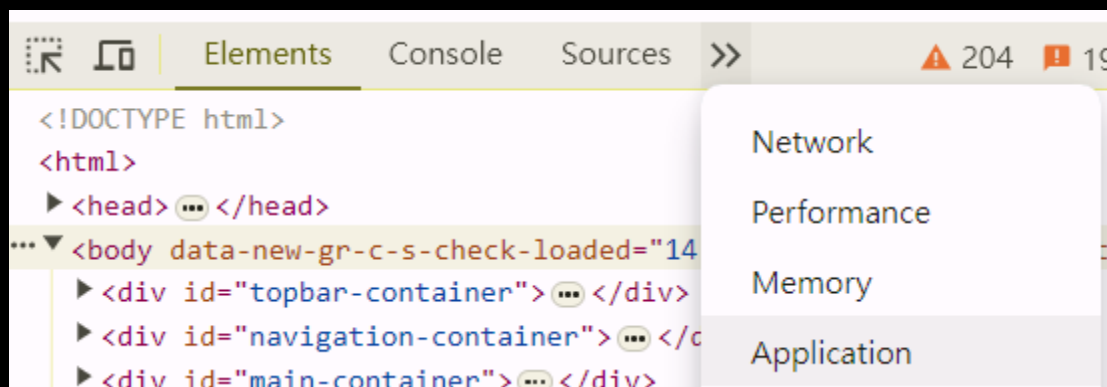 Elements Console Sources 204 19
<!DOCTYPE html>
<html>
<head> ··· </head>
··· <body data-new-gr-c-s-check-loaded="14
<div id="topbar-container"> ··· </div>
<div id="navigation-container"> ··· </d
<div id="main-container"> ··· </div>
Network
Performance
Memory
Application